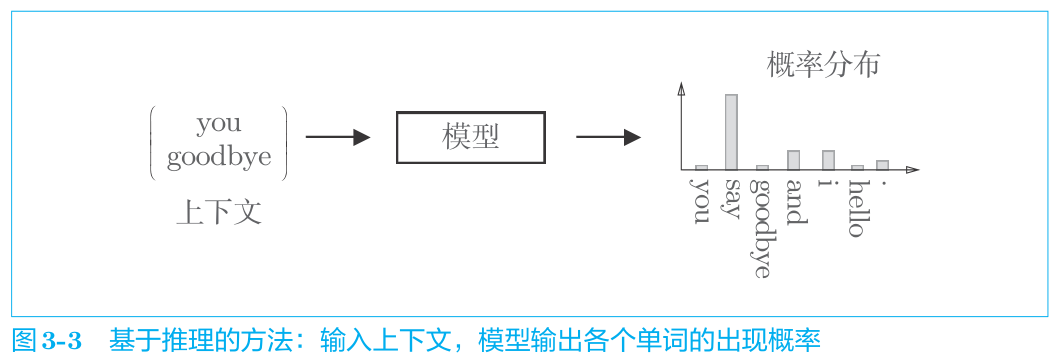 概率分布
you
goodbye
上下文
模型
you
say
goodbye
and
i
hello
.
图3-3 基于推理的方法：输入上下文，模型输出各个单词的出现概率